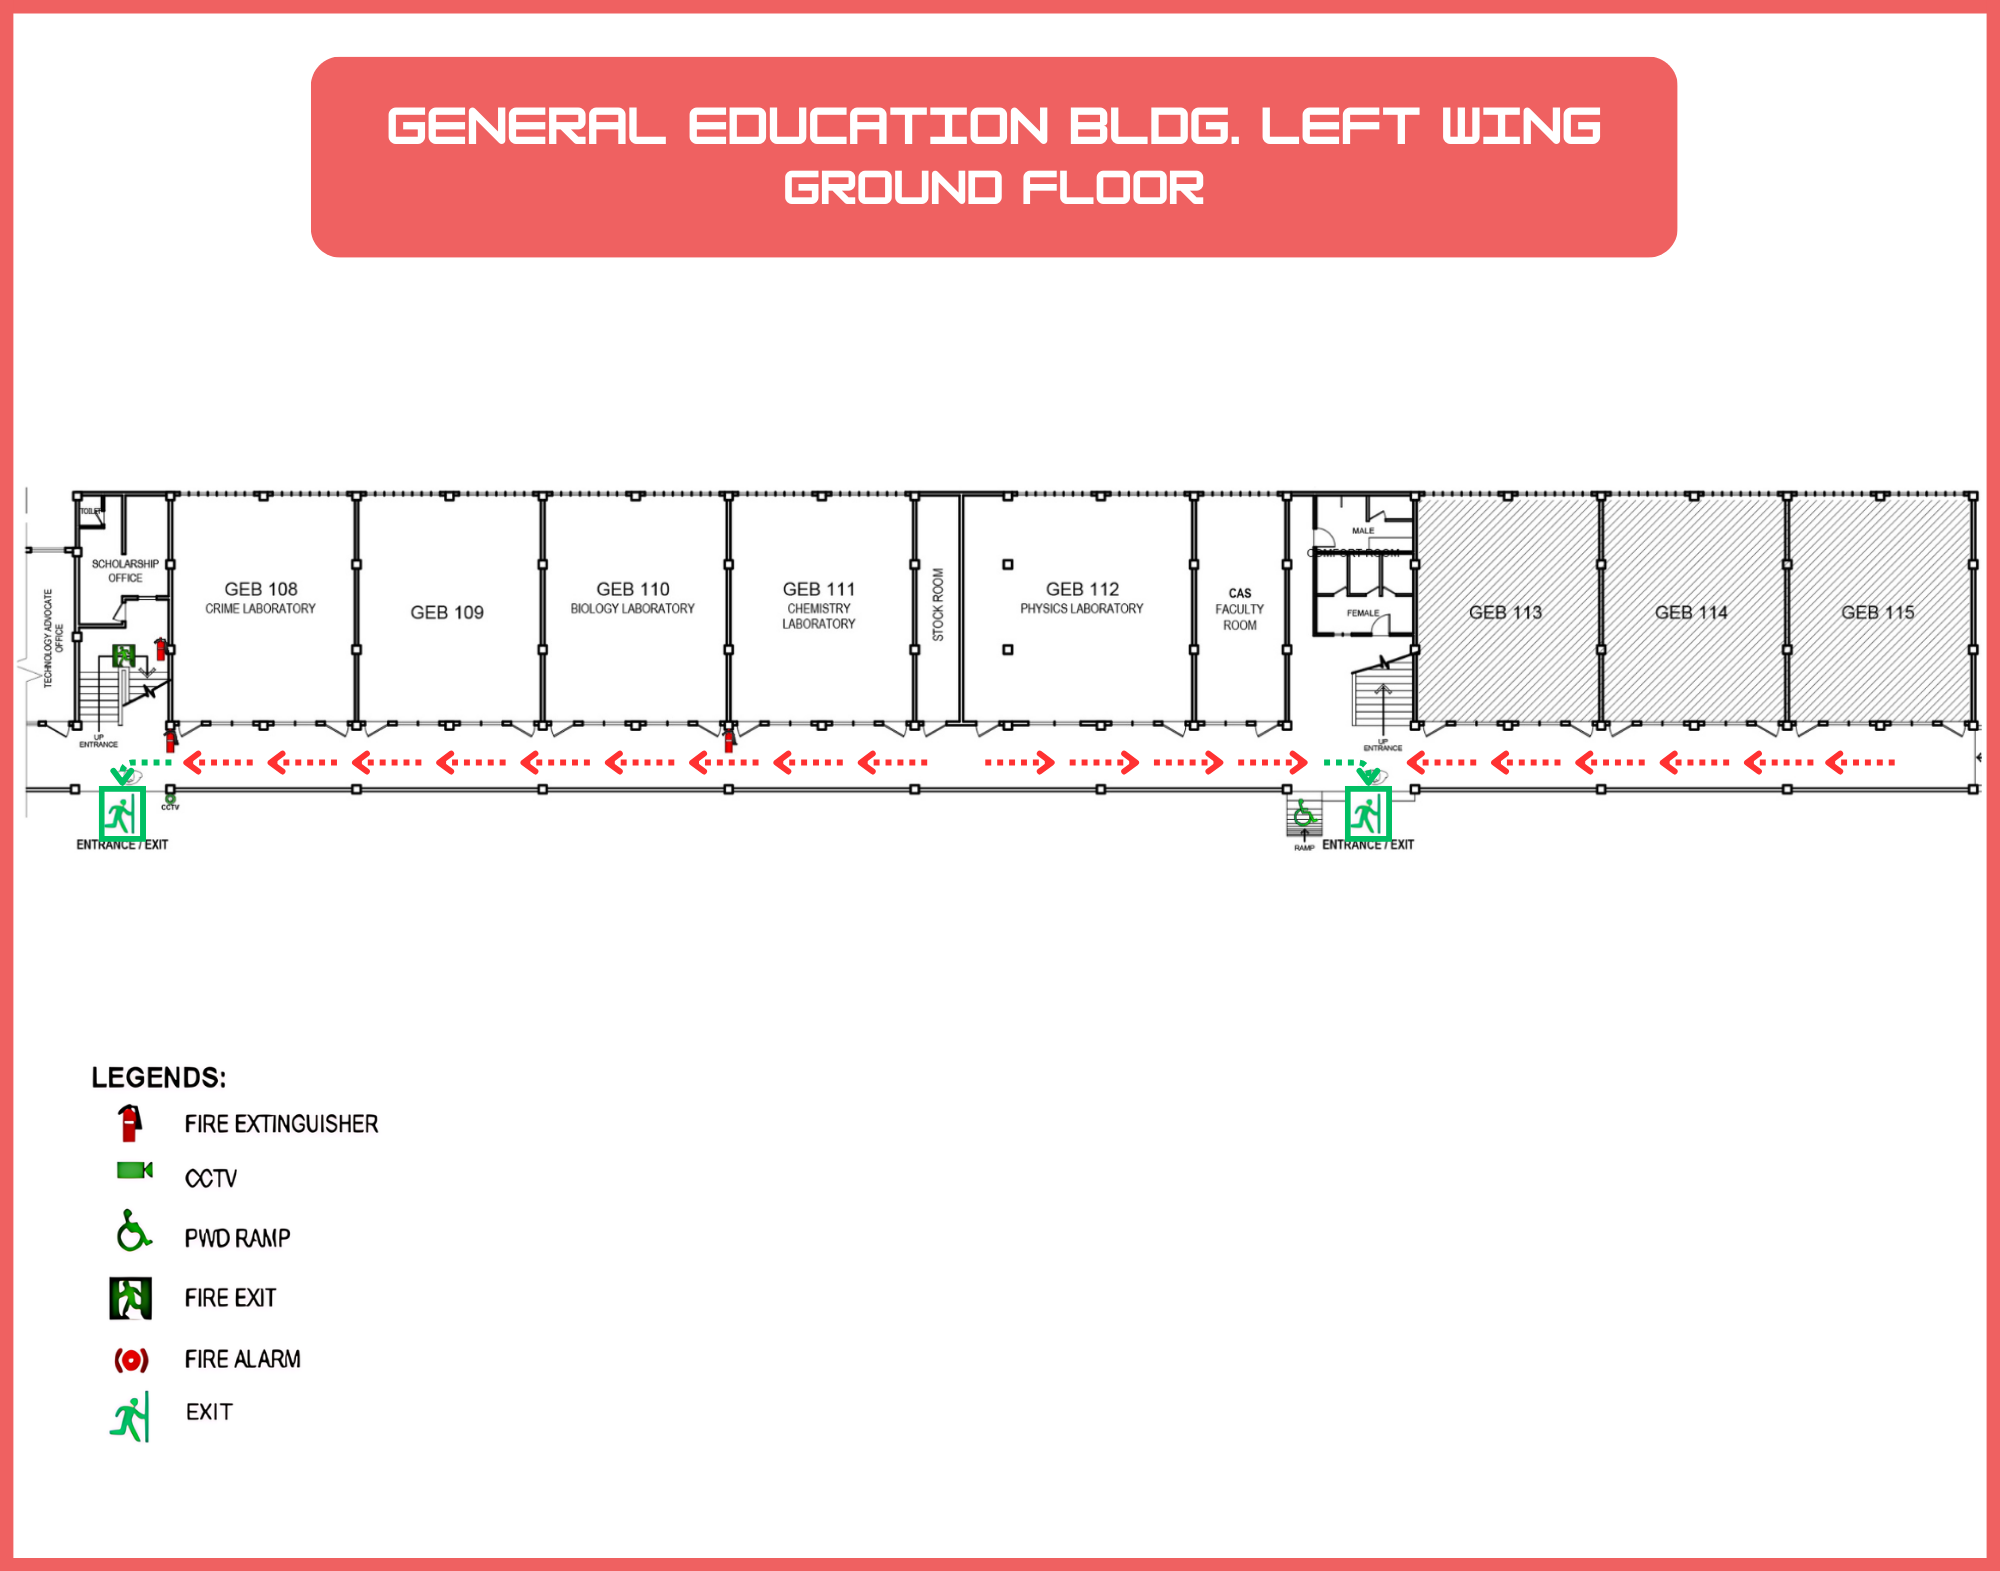 GENERAL EDUCATION BLDG. LEFT WING
GROUND FLOOR
TOILET
SCHOLARSHIP
OFFICE
TECHNOLOGY ADVOCATE
OFFICE
UP
ENTRANCE
GEB 108
CRIME LABORATORY
GEB 109
GEB 110
BIOLOGY LABORATORY
GEB 111
CHEMISTRY
LABORATORY
STOCK ROOM
GEB 112
PHYSICS LABORATORY
CAS
FACULTY
ROOM
MALE
COMFORT ROOM
FEMALE
UP
ENTRANCE
GEB 113
GEB 114
GEB 115
CCTV
ENTRANCE / EXIT
RAMP
ENTRANCE / EXIT
LEGENDS:
FIRE EXTINGUISHER
CCTV
PWD RAMP
FIRE EXIT
FIRE ALARM
EXIT